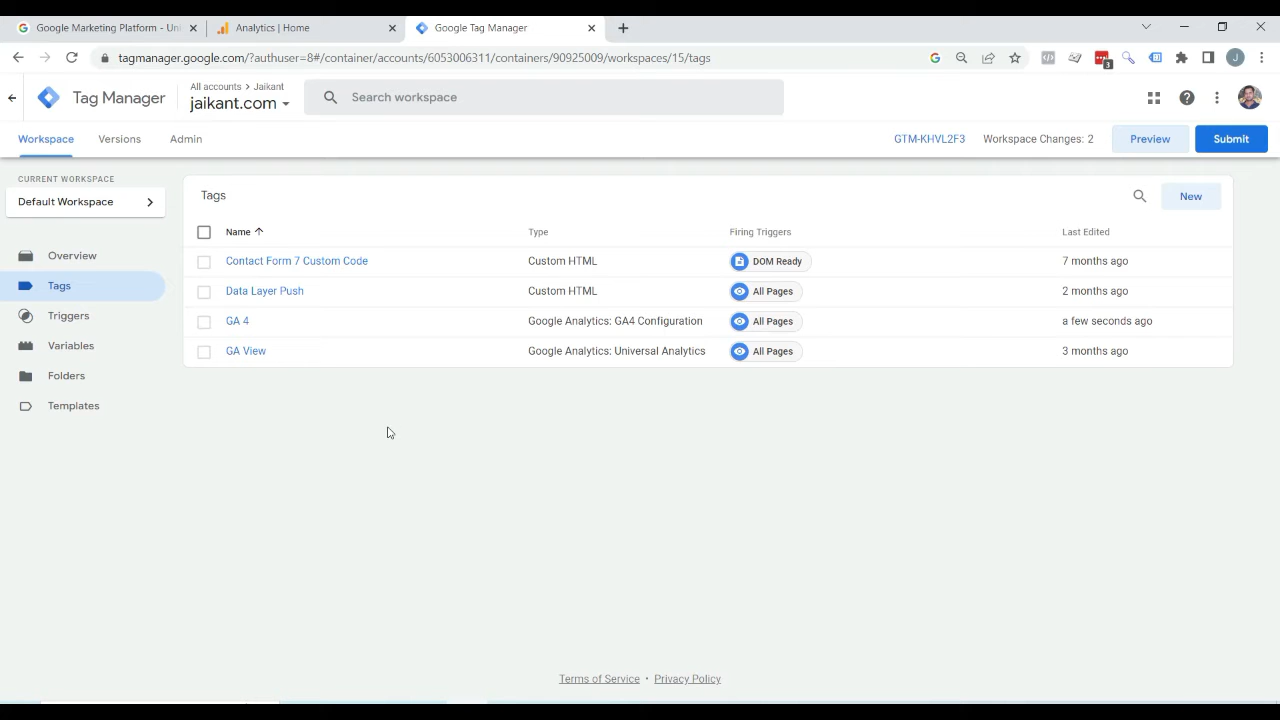 Google Marketing Platform - Uni
Analytics | Home
Google Tag Manager
tagmanager.google.com/?authuser=8#/container/accounts/6053006311/containers/90925009/workspaces/15/tags
3
J
Tag Manager
All accounts > Jaikant
jaikant.com
Search workspace
Workspace
Versions
Admin
GTM-KHVL2F3
Workspace Changes: 2
Preview
Submit
CURRENT WORKSPACE
Default Workspace
Overview
Tags
Triggers
Variables
Folders
Templates
Tags
New
Name Type Firing Triggers Last Edited
Contact Form 7 Custom Code Custom HTML DOM Ready 7 months ago
Data Layer Push Custom HTML All Pages 2 months ago
GA 4 Google Analytics: GA4 Configuration All Pages a few seconds ago
GA View Google Analytics: Universal Analytics All Pages 3 months ago
Terms of Service • Privacy Policy